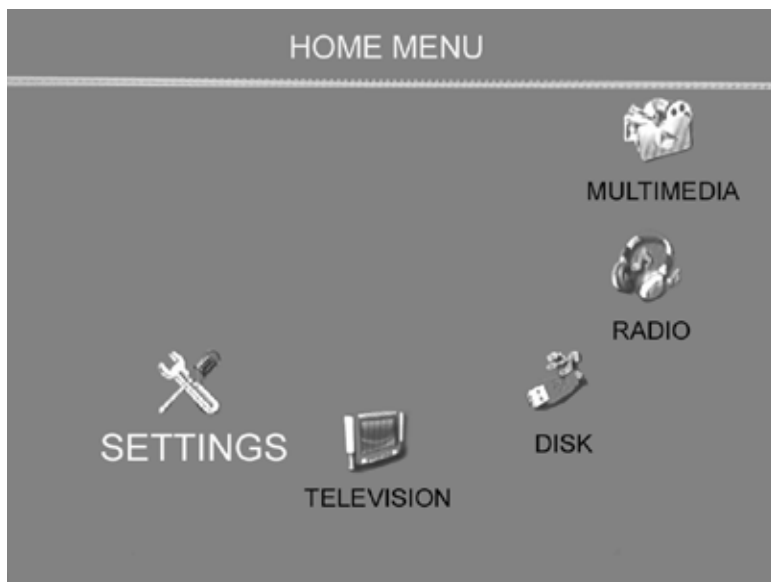 HOME MENU
MULTIMEDIA
RADIO
DISK
SETTINGS
TELEVISION